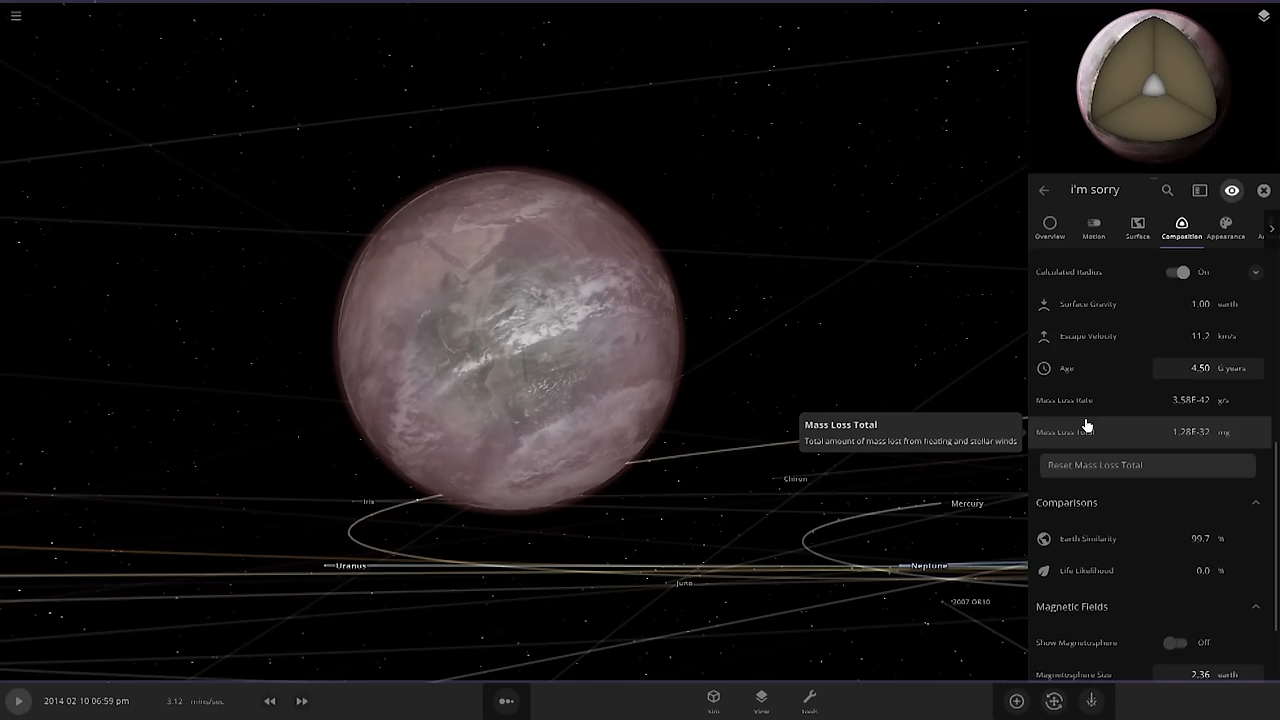 i'm sorry
Overview Motion Surface Composition Appearance
Calculated Radius On
Surface Gravity 1.00 earth
Escape Velocity 11.2 km/s
Age 4.50 G years
Mass Loss Rate 3.58E-42 g/s
Mass Loss Total
Total amount of mass lost from heating and stellar winds
Mass Loss Total 1.28E-32 mg
Reset Mass Loss Total
Chiron
Iris
Mercury
Comparisons
Earth Similarity 99.7 %
Uranus
Neptune
Life Likelihood 0.0 %
Juno
2007 OR10
Magnetic Fields
Show Magnetosphere Off
Magnetosphere Size 2.36 earth
2014 02 10 06:59 pm 3.12 mins/sec
Sim View Tools